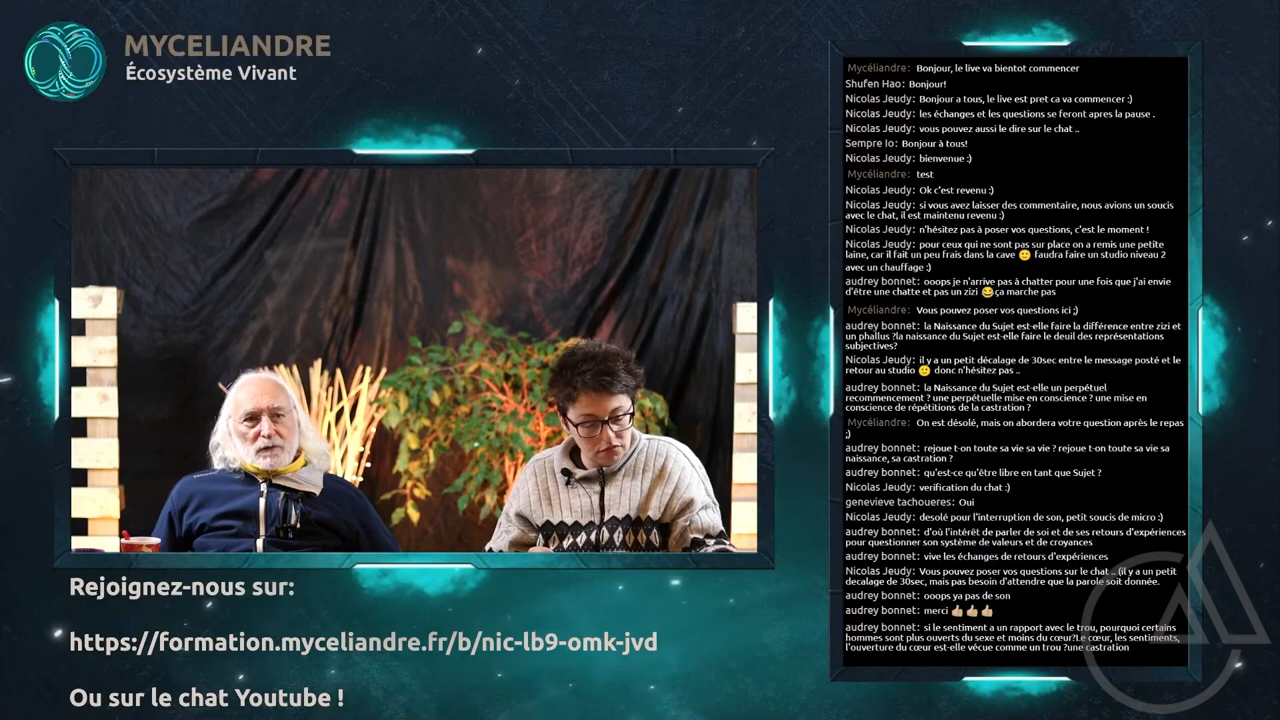 MYCELIANDRE
Écosystème Vivant
Mycéliandre: Bonjour, le live va bientot commencer
Shufen Hao: Bonjour!
Nicolas Jeudy: Bonjour a tous, le live est pret ca va commencer :)
Nicolas Jeudy: les échanges et les questions se feront apres la pause .
Nicolas Jeudy: vous pouvez aussi le dire sur le chat ..
Sempre Io: Bonjour à tous!
Nicolas Jeudy: bienvenue :)
Mycéliandre: test
Nicolas Jeudy: Ok c'est revenu :)
Nicolas Jeudy: si vous avez laisser des commentaire, nous avions un soucis
avec le chat, il est maintenu revenu :)
Nicolas Jeudy: n'hésitez pas à poser vos questions, c'est le moment !
Nicolas Jeudy: pour ceux qui ne sont pas sur place on a remis une petite
laine, car il fait un peu frais dans la cave 🙂 faudra faire un studio niveau 2
avec un chauffage :)
audrey bonnet: ooops je n'arrive pas à chatter pour une fois que j'ai envie
d'être une chatte et pas un zizi 😂ça marche pas
Mycéliandre: Vous pouvez poser vos questions ici ;)
audrey bonnet: la Naissance du Sujet est-elle faire la différence entre zizi et
un phallus ?la naissance du Sujet est-elle faire le deuil des représentations
subjectives?
Nicolas Jeudy: il y a un petit décalage de 30sec entre le message posté et le
retour au studio 🙂 donc n'hésitez pas ..
audrey bonnet: la Naissance du Sujet est-elle un perpétuel
recommencement ? une perpétuelle mise en conscience ? une mise en
conscience de répétitions de la castration ?
Mycéliandre: On est désolé, mais on abordera votre question après le repas
;)
audrey bonnet: rejoue t-on toute sa vie sa vie ? rejoue t-on toute sa vie sa
naissance, sa castration ?
audrey bonnet: qu'est-ce qu'être libre en tant que Sujet ?
Nicolas Jeudy: verification du chat :)
genevieve tachoueres: Oui
Nicolas Jeudy: desolé pour l'interruption de son, petit soucis de micro :)
audrey bonnet: d'où l'intérêt de parler de soi et de ses retours d'expériences
pour questionner son système de valeurs et de croyances
audrey bonnet: vive les échanges de retours d'expériences
Nicolas Jeudy: Vous pouvez poser vos questions sur le chat .. (il y a un petit
decalage de 30sec, mais pas besoin d'attendre que la parole soit donnée.
audrey bonnet: ooops ya pas de son
audrey bonnet: merci 👍🏼👍🏼👍🏼
audrey bonnet: si le sentiment a un rapport avec le trou, pourquoi certains
hommes sont plus ouverts du sexe et moins du cœur?Le cœur, les sentiments,
l'ouverture du cœur est-elle vécue comme un trou ?une castration
Rejoignez-nous sur:
https://formation.myceliandre.fr/b/nic-lb9-omk-jvd
Ou sur le chat Youtube !